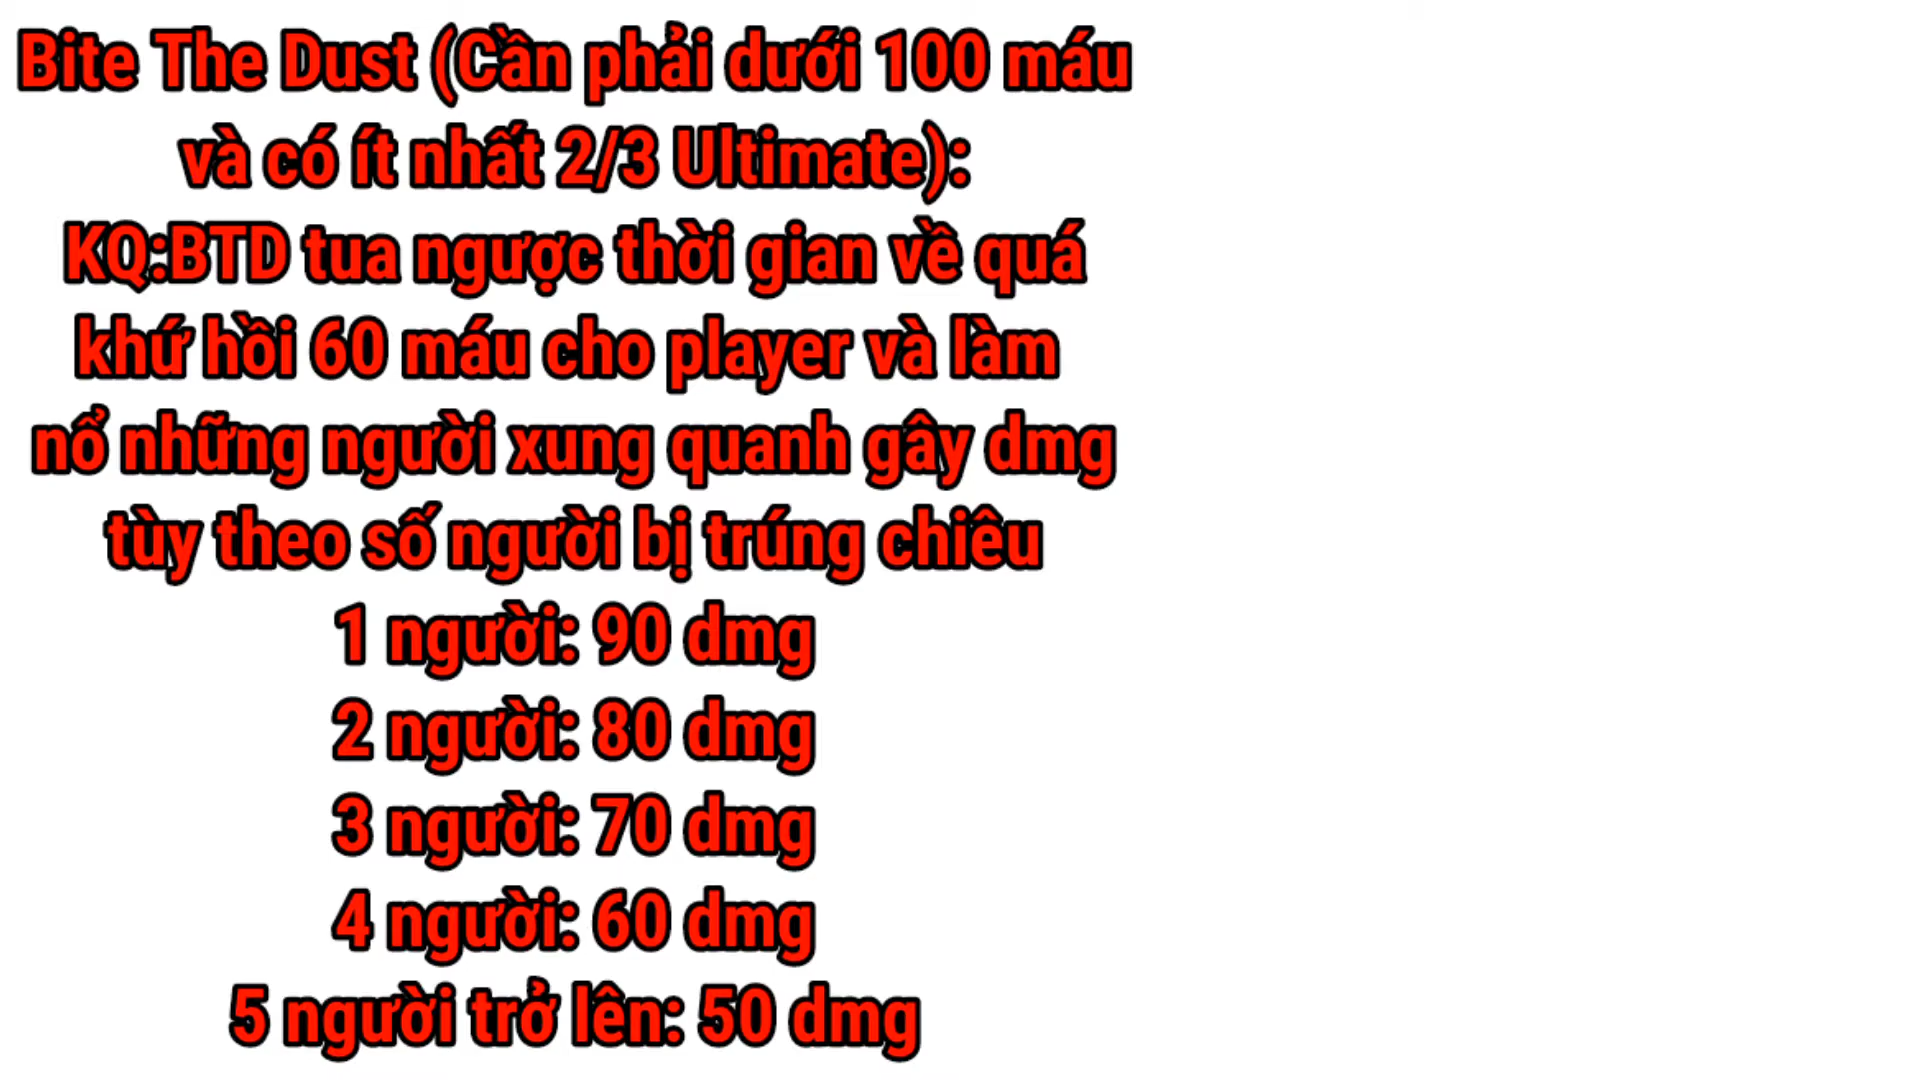 Bite The Dust (Cần phải dưới 100 máu
và có ít nhất 2/3 Ultimate):
KQ:BTD tua ngược thời gian về quá
khứ hồi 60 máu cho player và làm
nổ những người xung quanh gây dmg
tùy theo số người bị trúng chiêu
1 người: 90 dmg
2 người: 80 dmg
3 người: 70 dmg
4 người: 60 dmg
5 người trở lên: 50 dmg